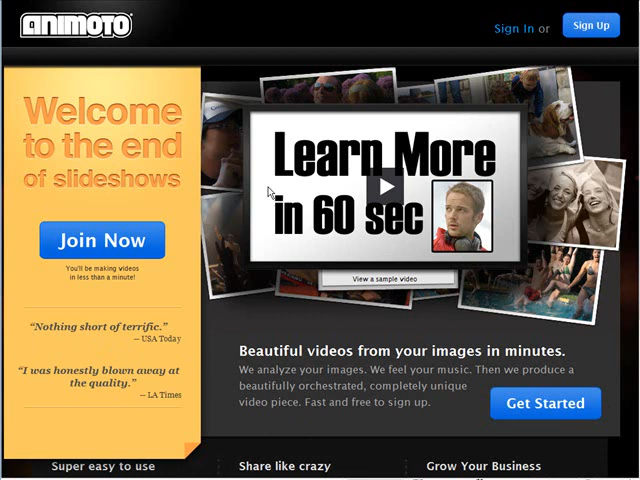 ANIMOTO
Sign In or
Sign Up
Welcome
to the end
of slideshows
Join Now
You'll be making videos
in less than a minute!
“Nothing short of terrific.”
— USA Today
“I was honestly blown away at
the quality.”
— LA Times
Learn More
in 60 sec
View a sample video
Beautiful videos from your images in minutes.
We analyze your images. We feel your music. Then we produce a
beautifully orchestrated, completely unique
video piece. Fast and free to sign up.
Get Started
Super easy to use
Share like crazy
Grow Your Business